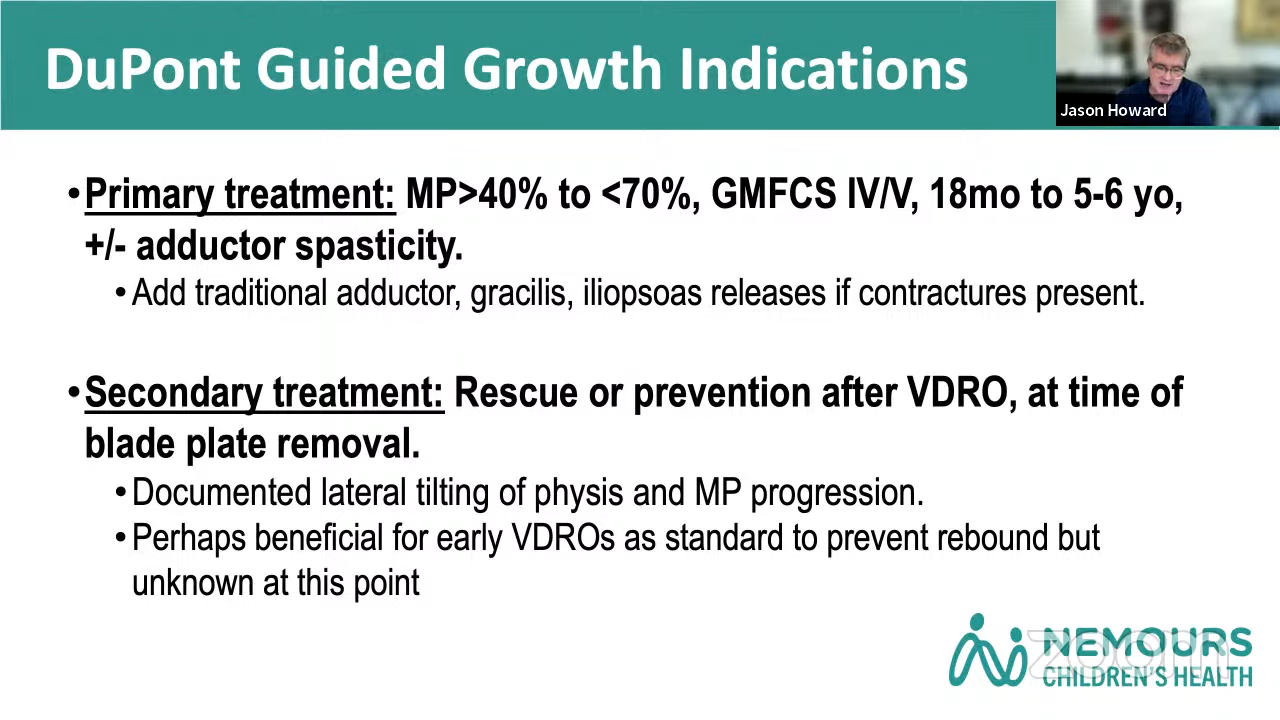 DuPont Guided Growth Indications
Jason Howard
•Primary treatment: MP>40% to <70%, GMFCS IV/V, 18mo to 5-6 yo,
+/- adductor spasticity.
•Add traditional adductor, gracilis, iliopsoas releases if contractures present.
•Secondary treatment: Rescue or prevention after VDRO, at time of
blade plate removal.
•Documented lateral tilting of physis and MP progression.
•Perhaps beneficial for early VDROs as standard to prevent rebound but
unknown at this point
NEMOURS
zoom
CHILDREN'S HEALTH